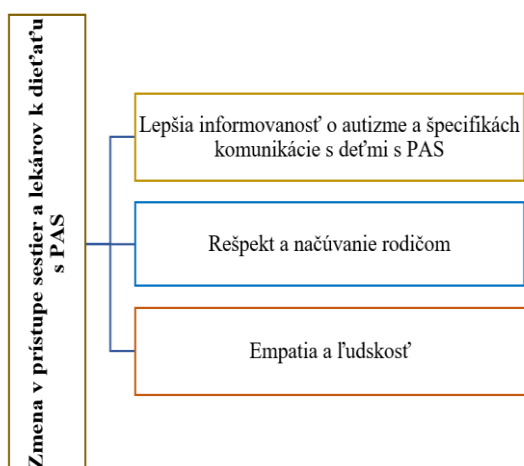 Zmena v prístupe sestier a lekárov k dieťaťu
s PAS
Lepšia informovanosť o autizme a špecifikách
komunikácie s deťmi s PAS
Rešpekt a načúvanie rodičom
Empatia a ľudskosť